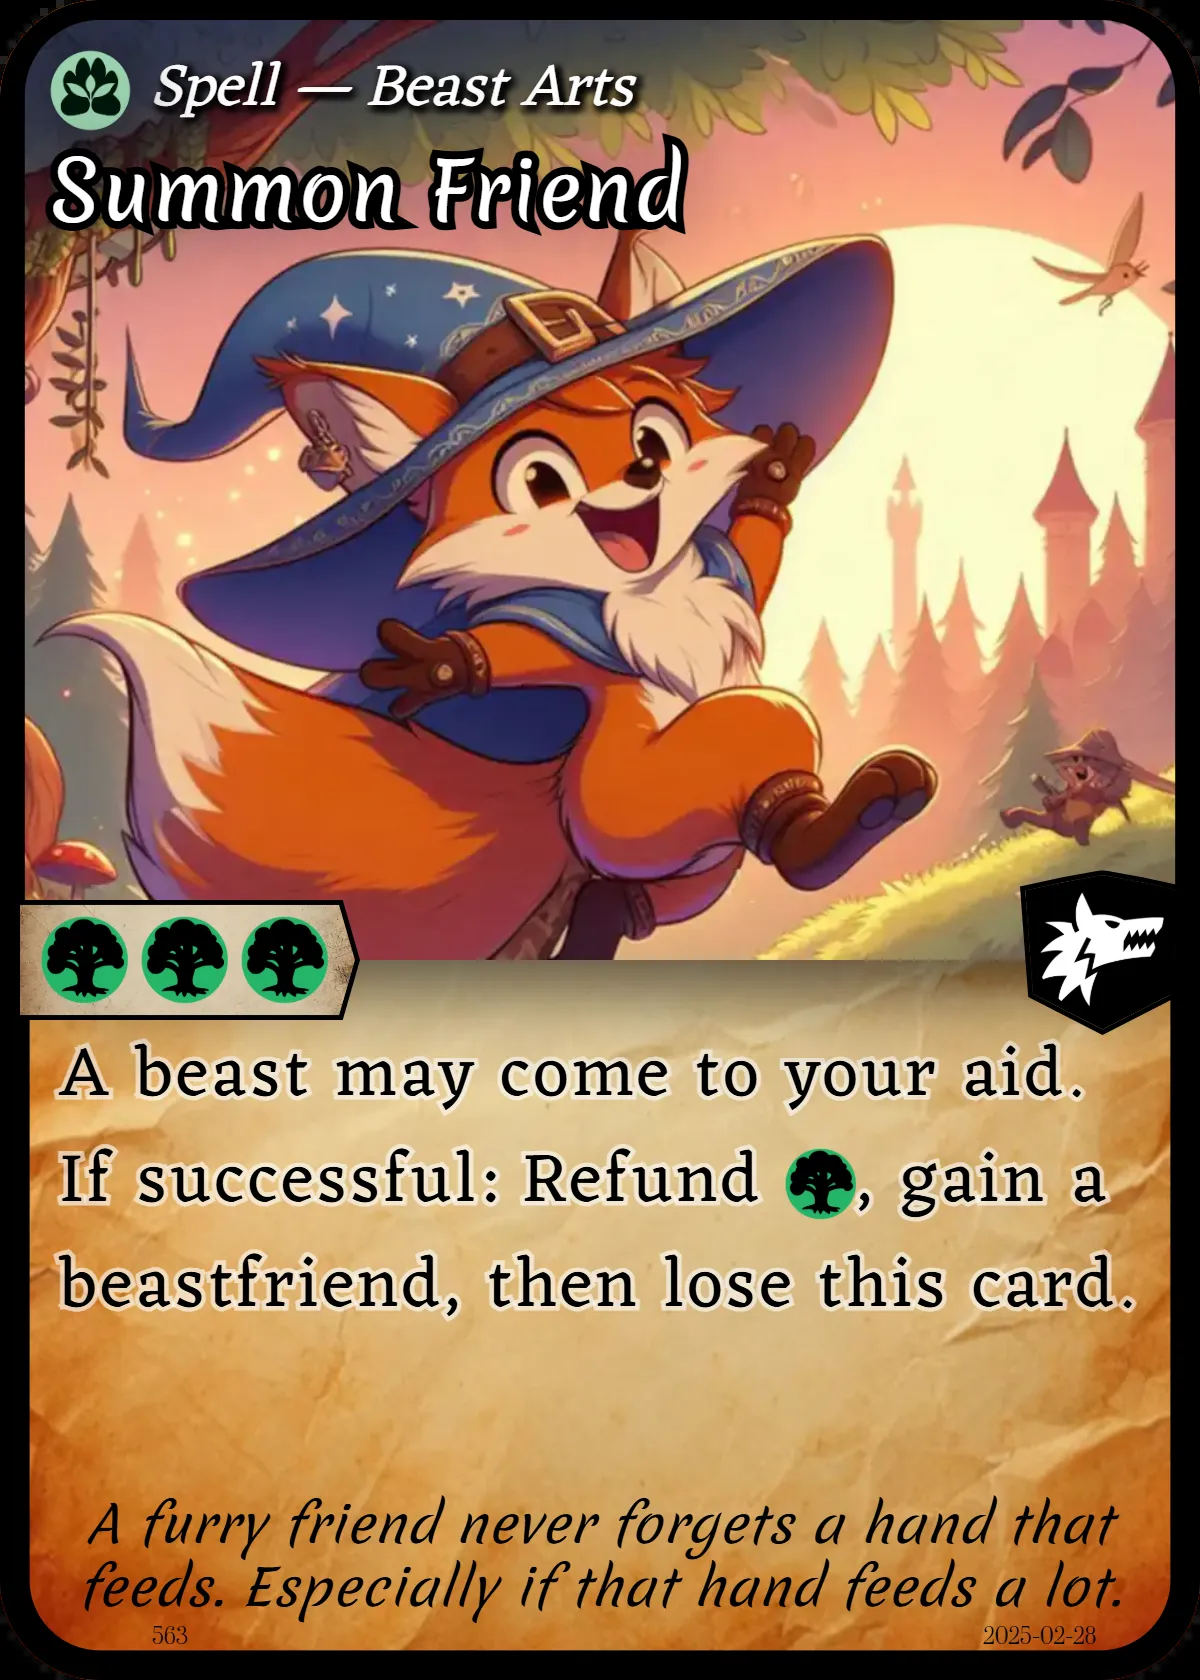 Spell — Beast Arts
Summon Friend
A beast may come to your aid.
If successful: Refund , gain a
beastfriend, then lose this card.
A furry friend never forgets a hand that
feeds. Especially if that hand feeds a lot.
563
2025-02-28